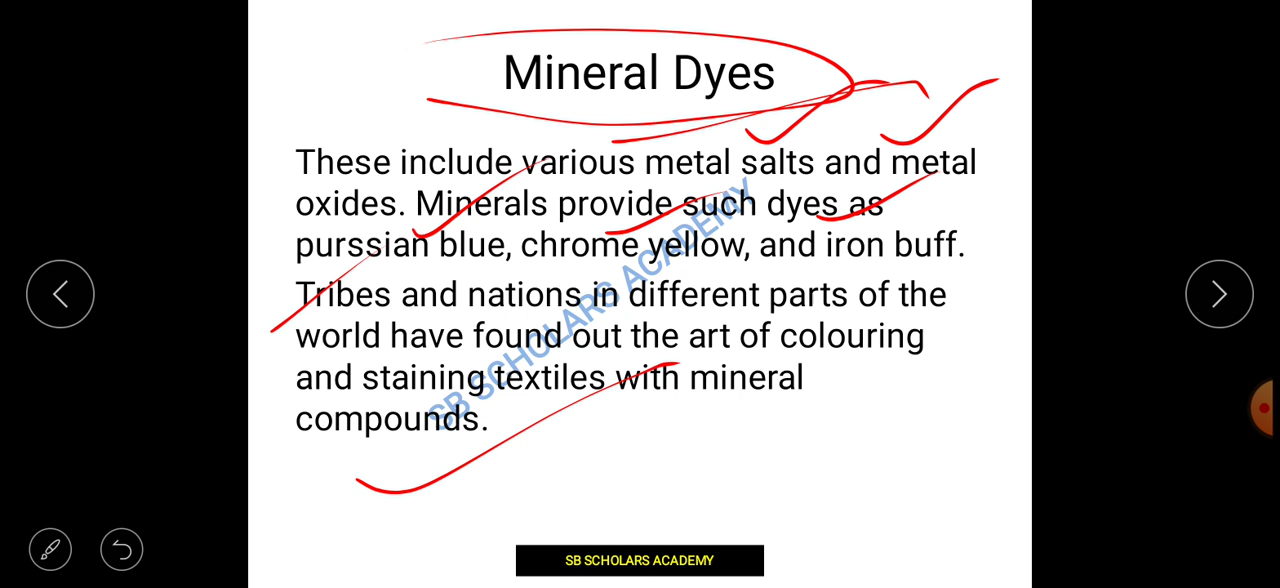 Mineral Dyes
These include various metal salts and metal
oxides. Minerals provide such dyes as
purssian blue, chrome yellow, and iron buff.
Tribes and nations in different parts of the
world have found out the art of colouring
and staining textiles with mineral
compounds.
SB SCHOLARS ACADEMY
SB SCHOLARS ACADEMY